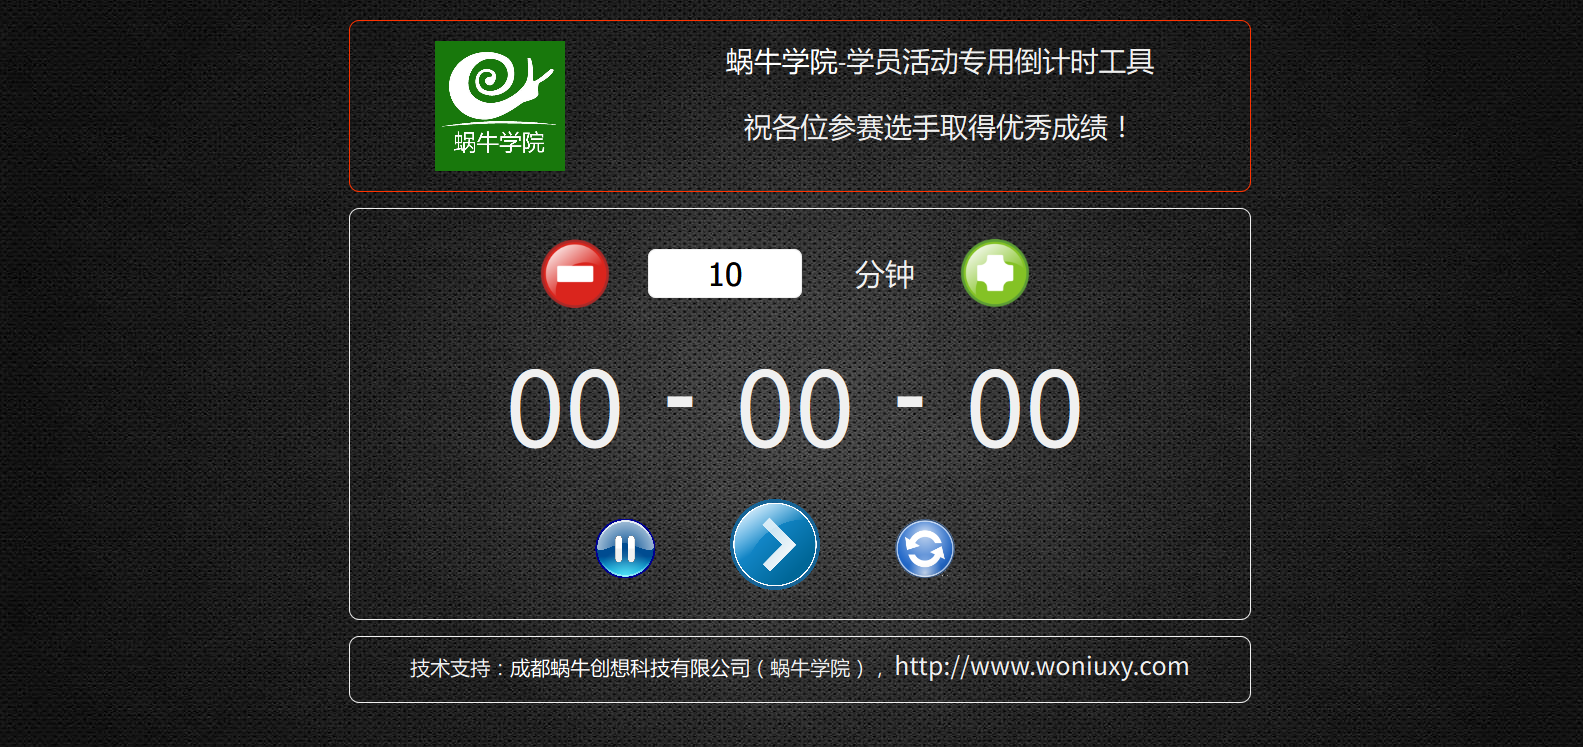 蜗牛学院
蜗牛学院-学员活动专用倒计时工具
祝各位参赛选手取得优秀成绩！
10 分钟
00 - 00 - 00
技术支持：成都蜗牛创想科技有限公司（蜗牛学院），http://www.woniuxy.com